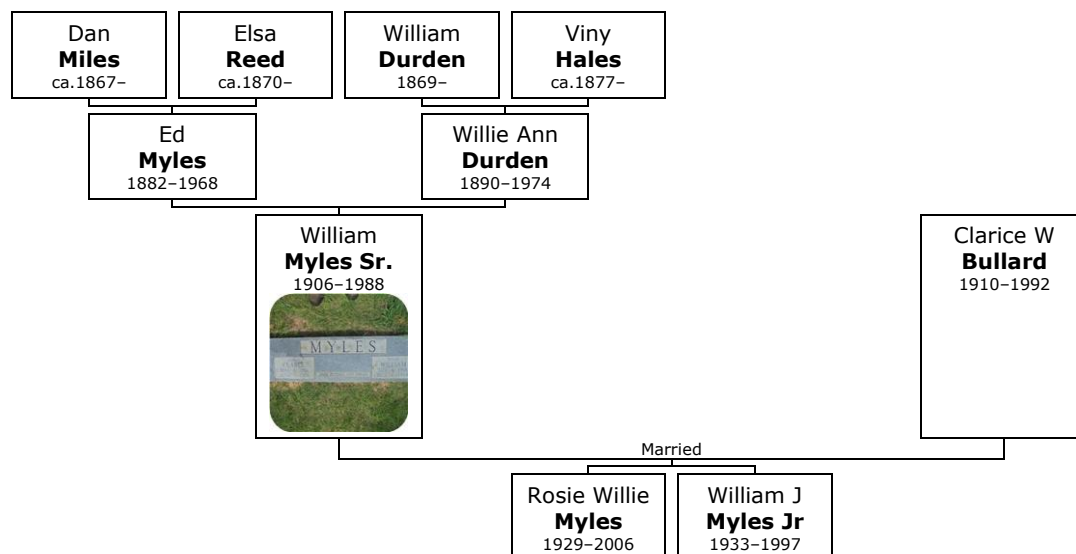 Dan
Miles
ca.1867–
Elsa
Reed
ca.1870–
William
Durden
1869–
Viny
Hales
ca.1877–
Ed
Myles
1882–1968
Willie Ann
Durden
1890–1974
William
Myles Sr.
1906–1988
MYLES
Clarice W
Bullard
1910–1992
Married
Rosie Willie
Myles
1929–2006
William J
Myles Jr
1933–1997